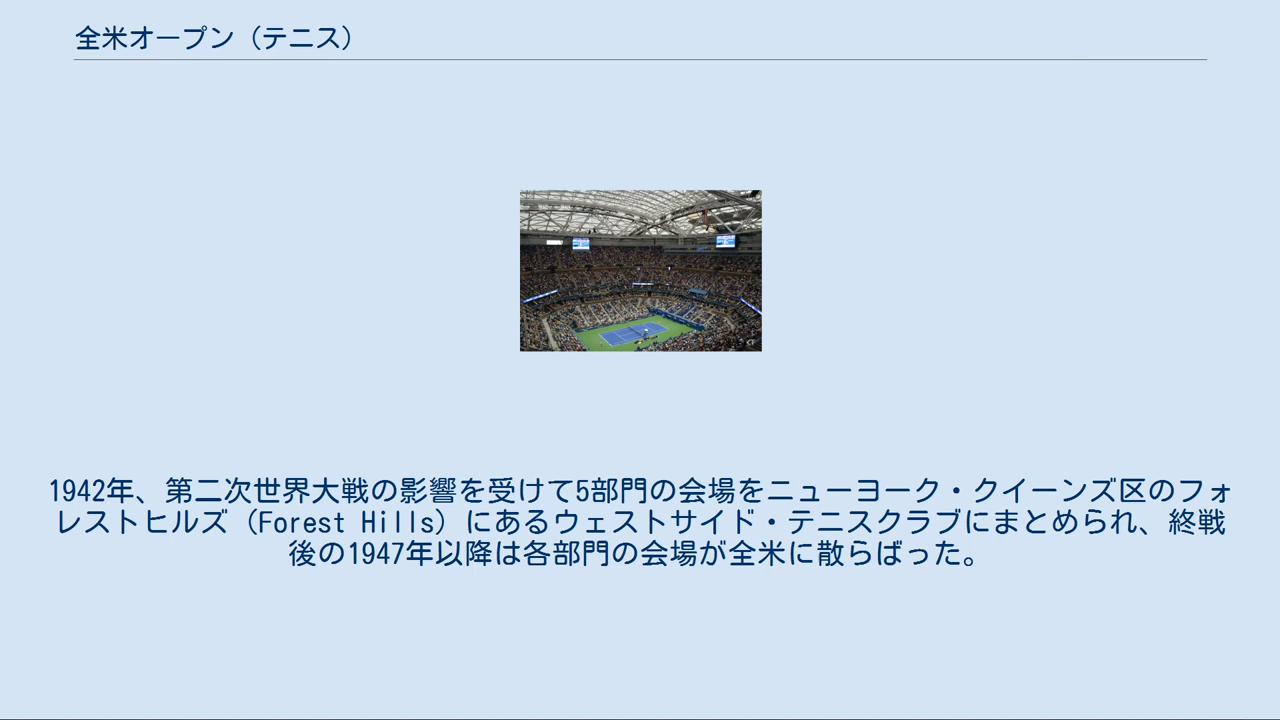 全米オープン（テニス）
1942年、第二次世界大戦の影響を受けて5部門の会場をニューヨーク・クイーンズ区のフォ
レストヒルズ（Forest Hills）にあるウェストサイド・テニスクラブにまとめられ、終戦
後の1947年以降は各部門の会場が全米に散らばった。